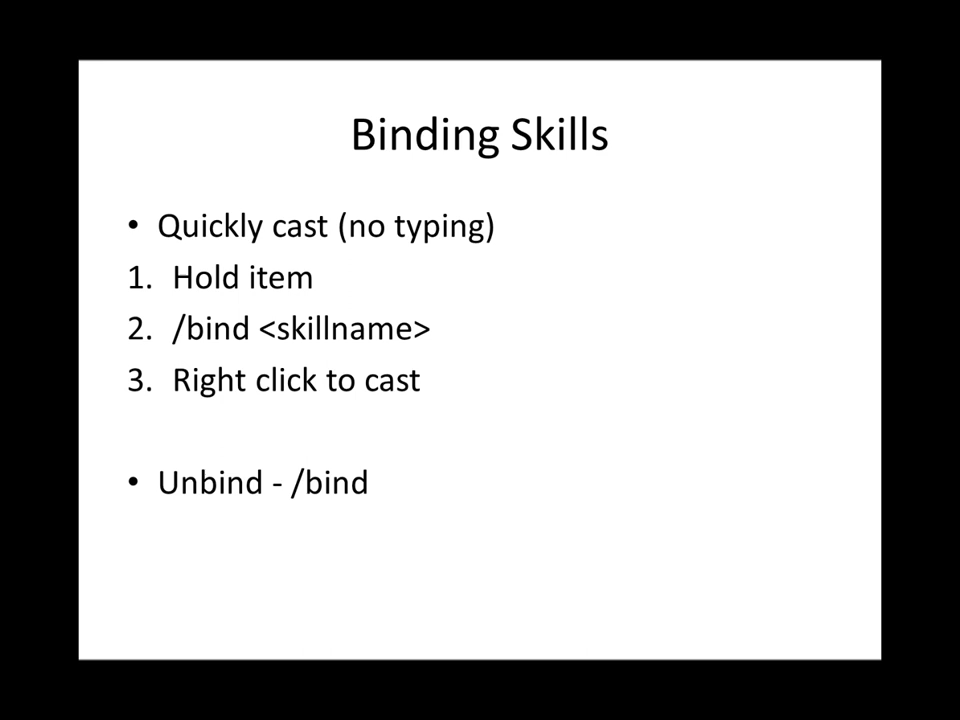 Binding Skills
• Quickly cast (no typing)
1. Hold item
2. /bind <skillname>
3. Right click to cast
• Unbind - /bind